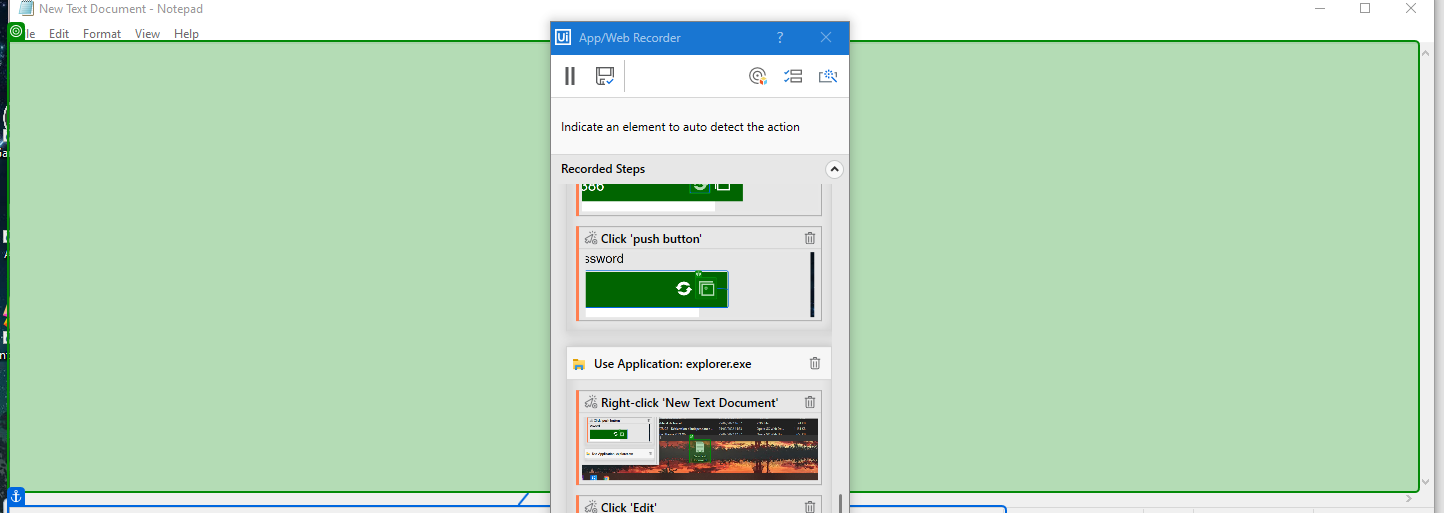 New Text Document - Notepad
le Edit Format View Help
Ui App/Web Recorder ?
Indicate an element to auto detect the action
Recorded Steps
Click 'push button'
ssword
Use Application: explorer.exe
Right-click 'New Text Document'
Click 'Edit'